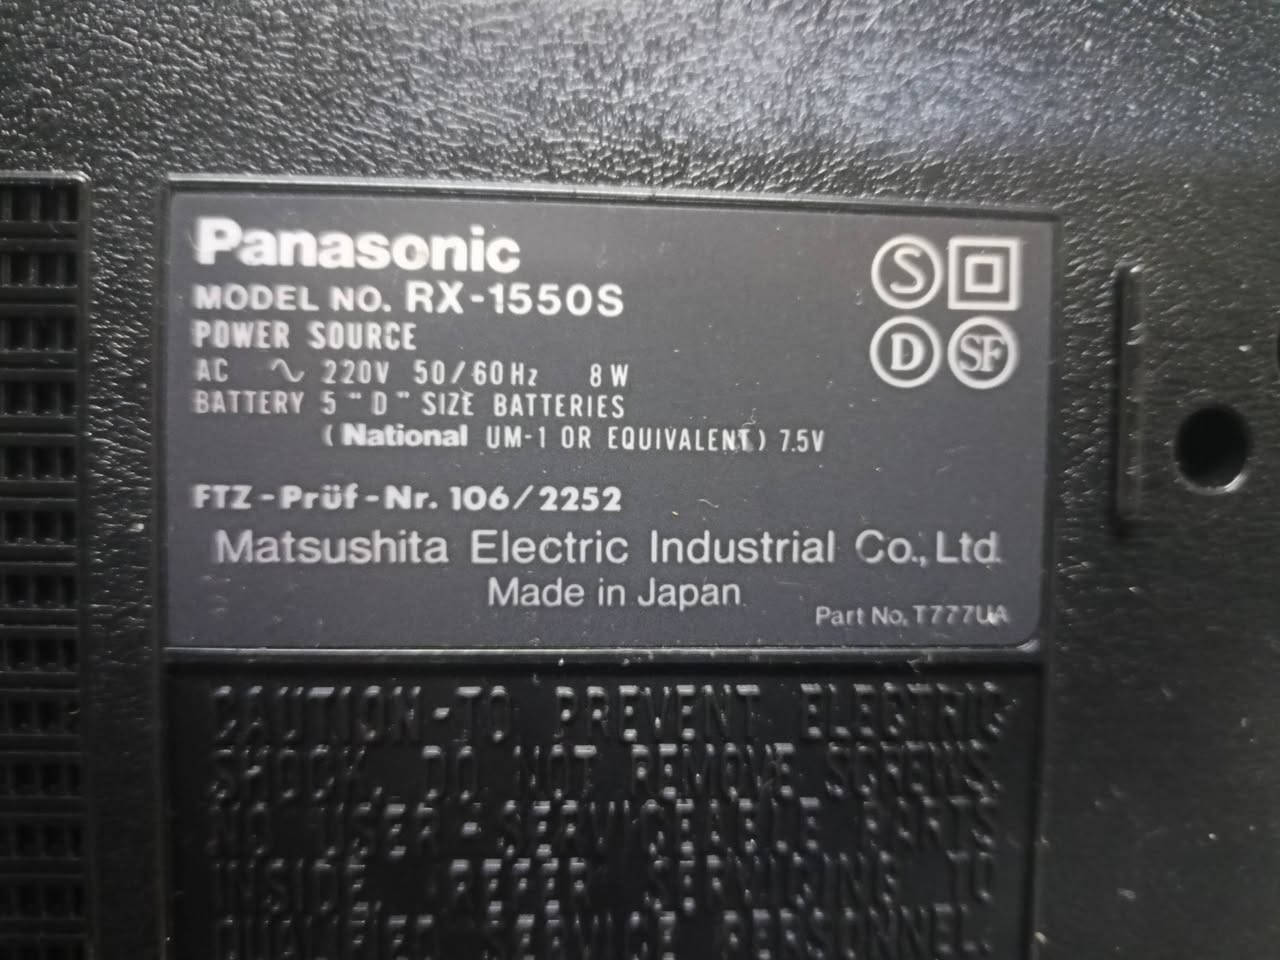 Panasonic
MODEL NO. RX-1550S
POWER SOURCE
AC ∿ 220V 50/60Hz 8W
BATTERY 5 "D" SIZE BATTERIES
(National UM-1 OR EQUIVALENT) 7.5V
S
D SF
FTZ-Prüf-Nr. 106/2252
Matsushita Electric Industrial Co., Ltd.
Made in Japan
Part No. T777UA
CAUTION-TO PREVENT ELECTRIC
SHOCK, DO NOT REMOVE SCREWS.
NO USER-SERVICEABLE PARTS
INSIDE, REFER SERVICING TO
SERVICE PERSONNEL.